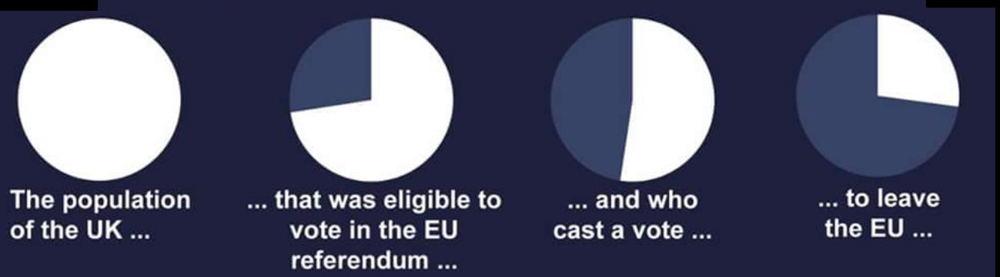 The population
of the UK ...
... that was eligible to
vote in the EU
referendum ...
... and who
cast a vote ...
... to leave
the EU ...